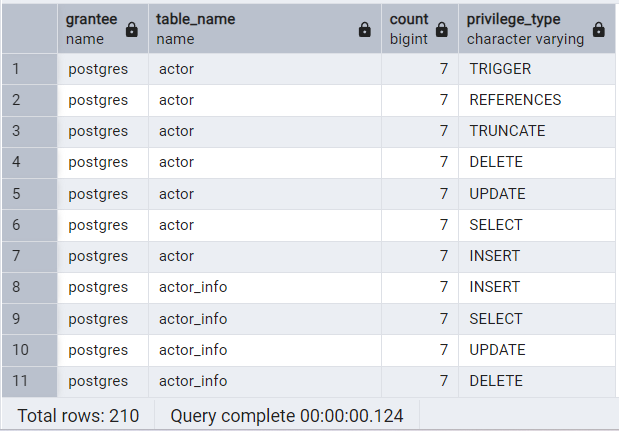 grantee table_name count privilege_type
name name bigint character varying
1 postgres actor 7 TRIGGER
2 postgres actor 7 REFERENCES
3 postgres actor 7 TRUNCATE
4 postgres actor 7 DELETE
5 postgres actor 7 UPDATE
6 postgres actor 7 SELECT
7 postgres actor 7 INSERT
8 postgres actor_info 7 INSERT
9 postgres actor_info 7 SELECT
10 postgres actor_info 7 UPDATE
11 postgres actor_info 7 DELETE
Total rows: 210 Query complete 00:00:00.124